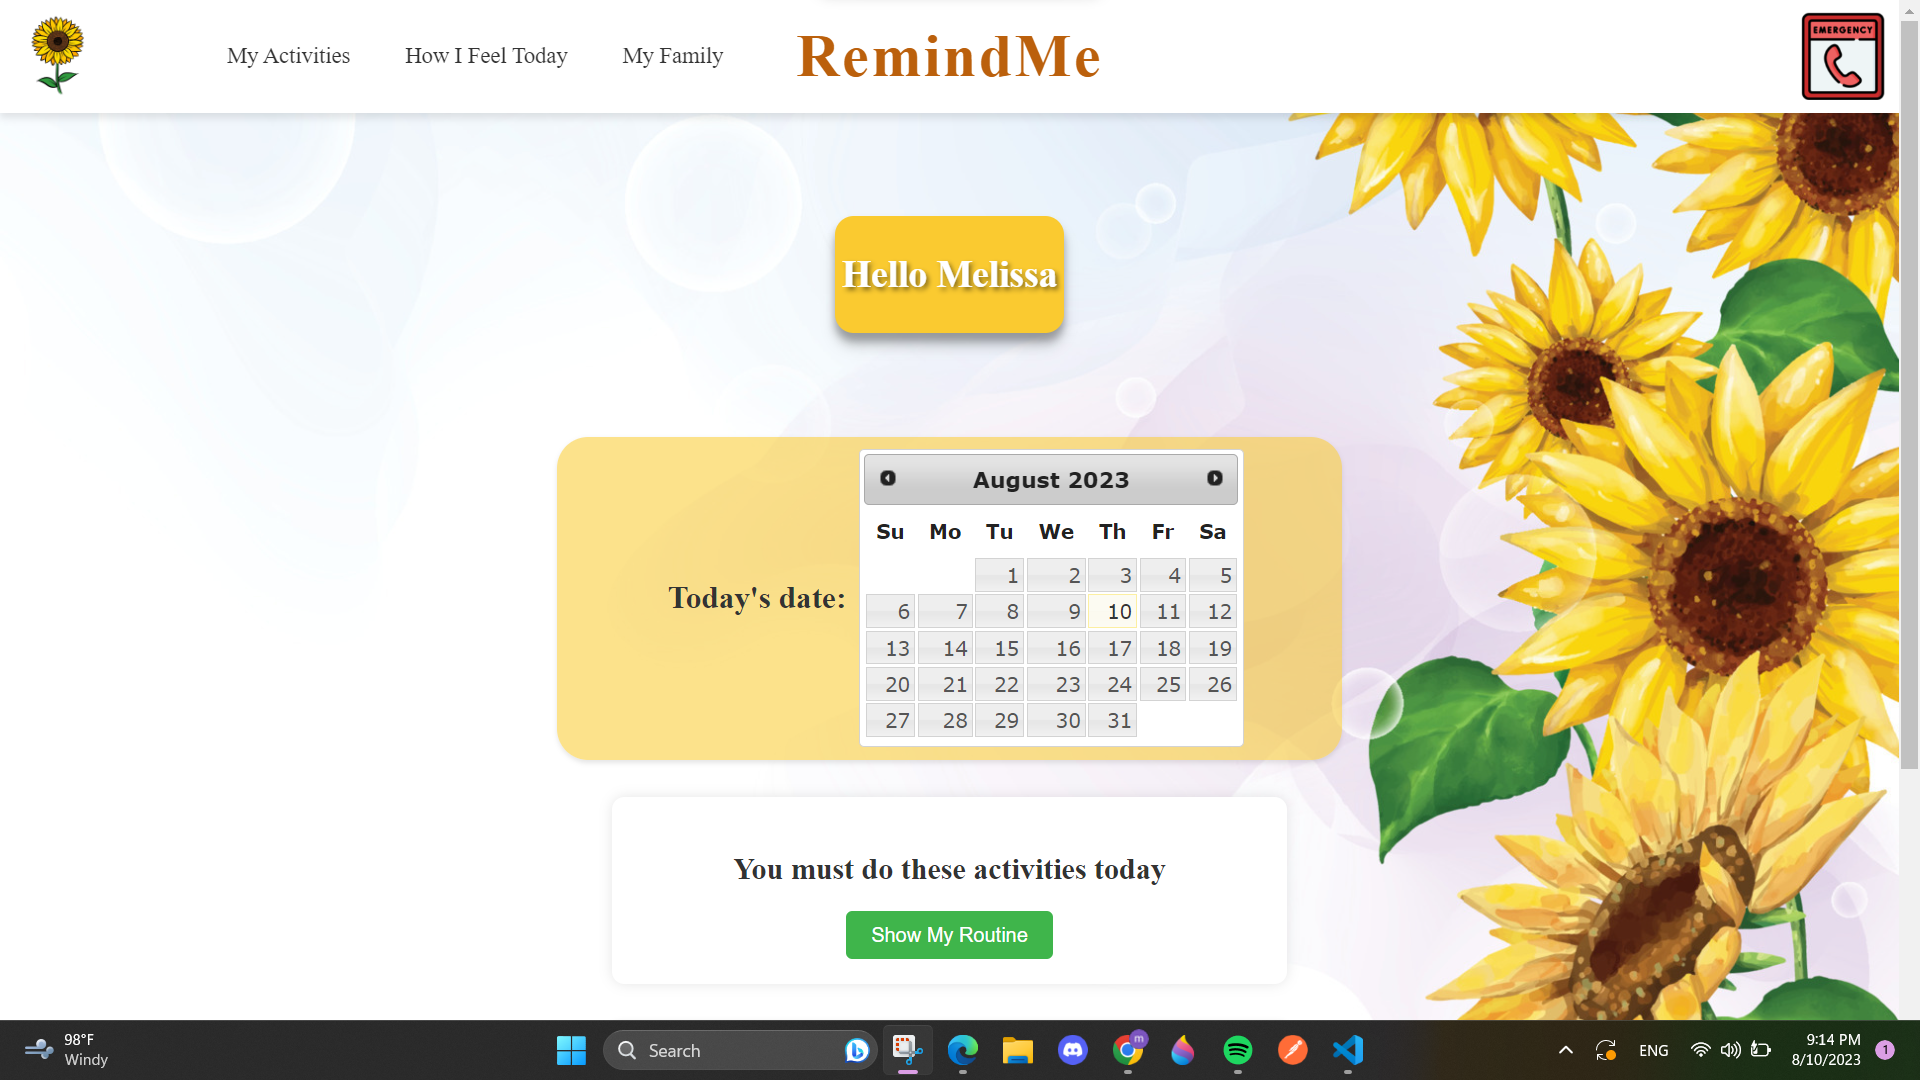 My Activities How I Feel Today My Family RemindMe EMERGENCY
Hello Melissa
August 2023
Su Mo Tu We Th Fr Sa
1 2 3 4 5
Today's date:
6 7 8 9 10 11 12
13 14 15 16 17 18 19
20 21 22 23 24 25 26
27 28 29 30 31
You must do these activities today
Show My Routine
98°F
Windy
Search
m
ENG
9:14 PM
8/10/2023
1